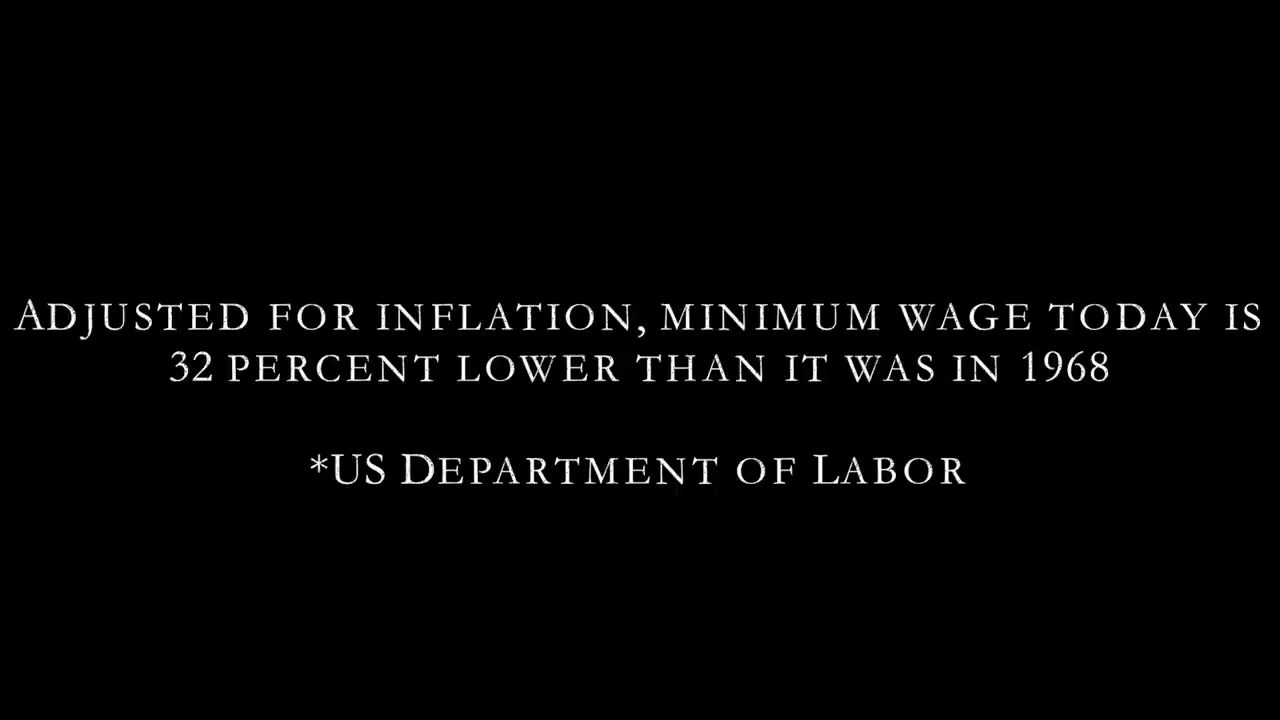 ADJUSTED FOR INFLATION, MINIMUM WAGE TODAY IS
32 PERCENT LOWER THAN IT WAS IN 1968
*US DEPARTMENT OF LABOR